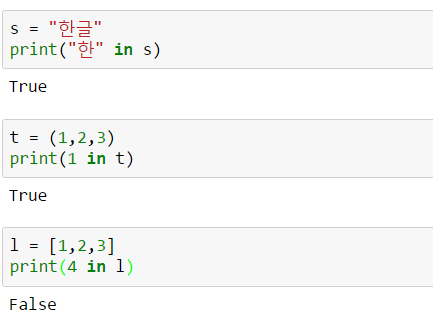 s = "한글"
print("한" in s)
True
t = (1,2,3)
print(1 in t)
True
l = [1,2,3]
print(4 in l)
False